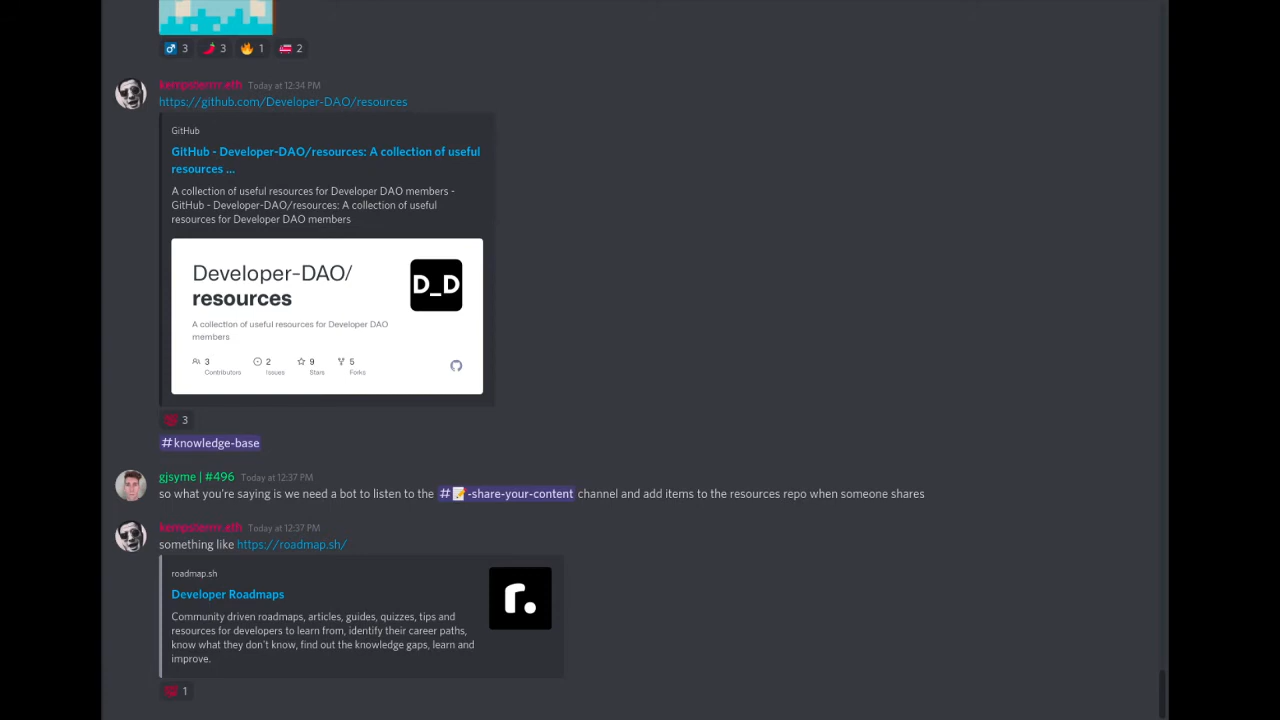 3 3 1 2
kempsterrrr.eth Today at 12:34 PM
https://github.com/Developer-DAO/resources
GitHub
GitHub - Developer-DAO/resources: A collection of useful
resources ...
A collection of useful resources for Developer DAO members -
GitHub - Developer-DAO/resources: A collection of useful
resources for Developer DAO members
Developer-DAO/
resources
D_D
A collection of useful resources for Developer DAO
members
3 2 9 5
Contributors Issues Stars Forks
3
#knowledge-base
gjsyme | #496 Today at 12:37 PM
so what you're saying is we need a bot to listen to the #📝-share-your-content channel and add items to the resources repo when someone shares
kempsterrrr.eth Today at 12:37 PM
something like https://roadmap.sh/
roadmap.sh
Developer Roadmaps
r.
Community driven roadmaps, articles, guides, quizzes, tips and
resources for developers to learn from, identify their career paths,
know what they don't know, find out the knowledge gaps, learn and
improve.
1